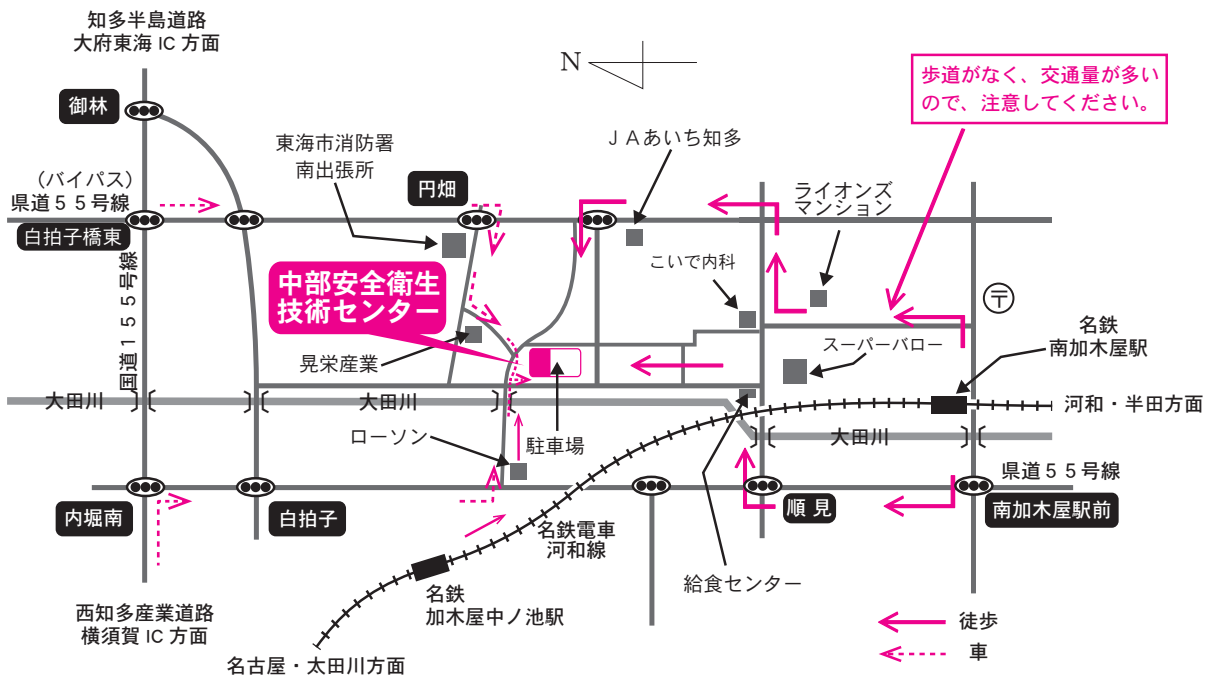 知多半島道路
大府東海 IC 方面
N
歩道がなく、交通量が多い
ので、注意してください。
御林
東海市消防署
南出張所
ＪＡあいち知多
円畑
ライオンズ
マンション
（バイパス）
県道５５号線
白拍子橋東
国道１５５号線
こいで内科
中部安全衛生
技術センター
〒
名鉄
南加木屋駅
スーパーバロー
晃栄産業
大田川
大田川
河和・半田方面
ローソン
駐車場
大田川
県道５５号線
内堀南
白拍子
順見
南加木屋駅前
名鉄電車
河和線
給食センター
名鉄
加木屋中ノ池駅
西知多産業道路
横須賀 IC 方面
徒歩
車
名古屋・太田川方面